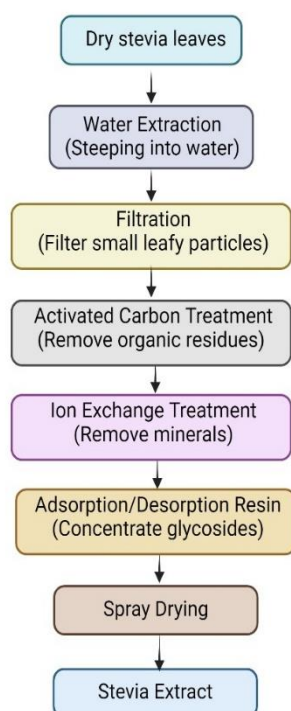 Dry stevia leaves
Water Extraction
(Steeping into water)
Filtration
(Filter small leafy particles)
Activated Carbon Treatment
(Remove organic residues)
Ion Exchange Treatment
(Remove minerals)
Adsorption/Desorption Resin
(Concentrate glycosides)
Spray Drying
Stevia Extract